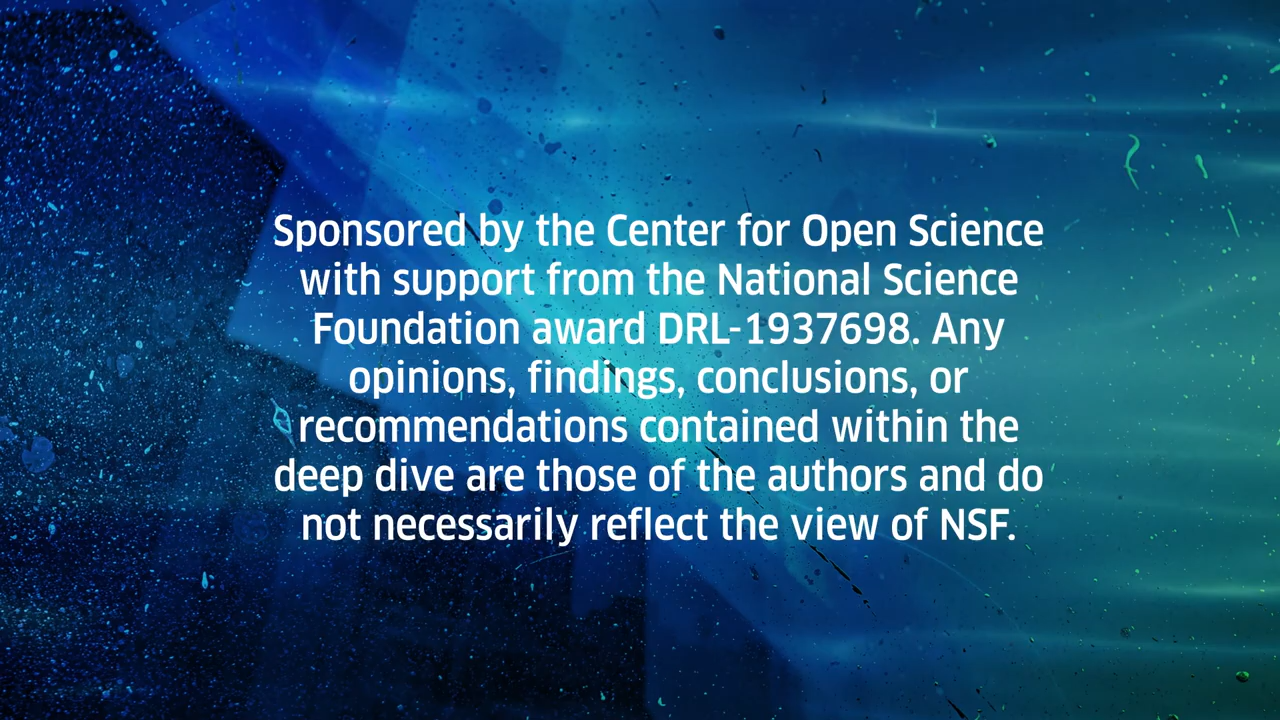 Sponsored by the Center for Open Science
with support from the National Science
Foundation award DRL-1937698. Any
opinions, findings, conclusions, or
recommendations contained within the
deep dive are those of the authors and do
not necessarily reflect the view of NSF.